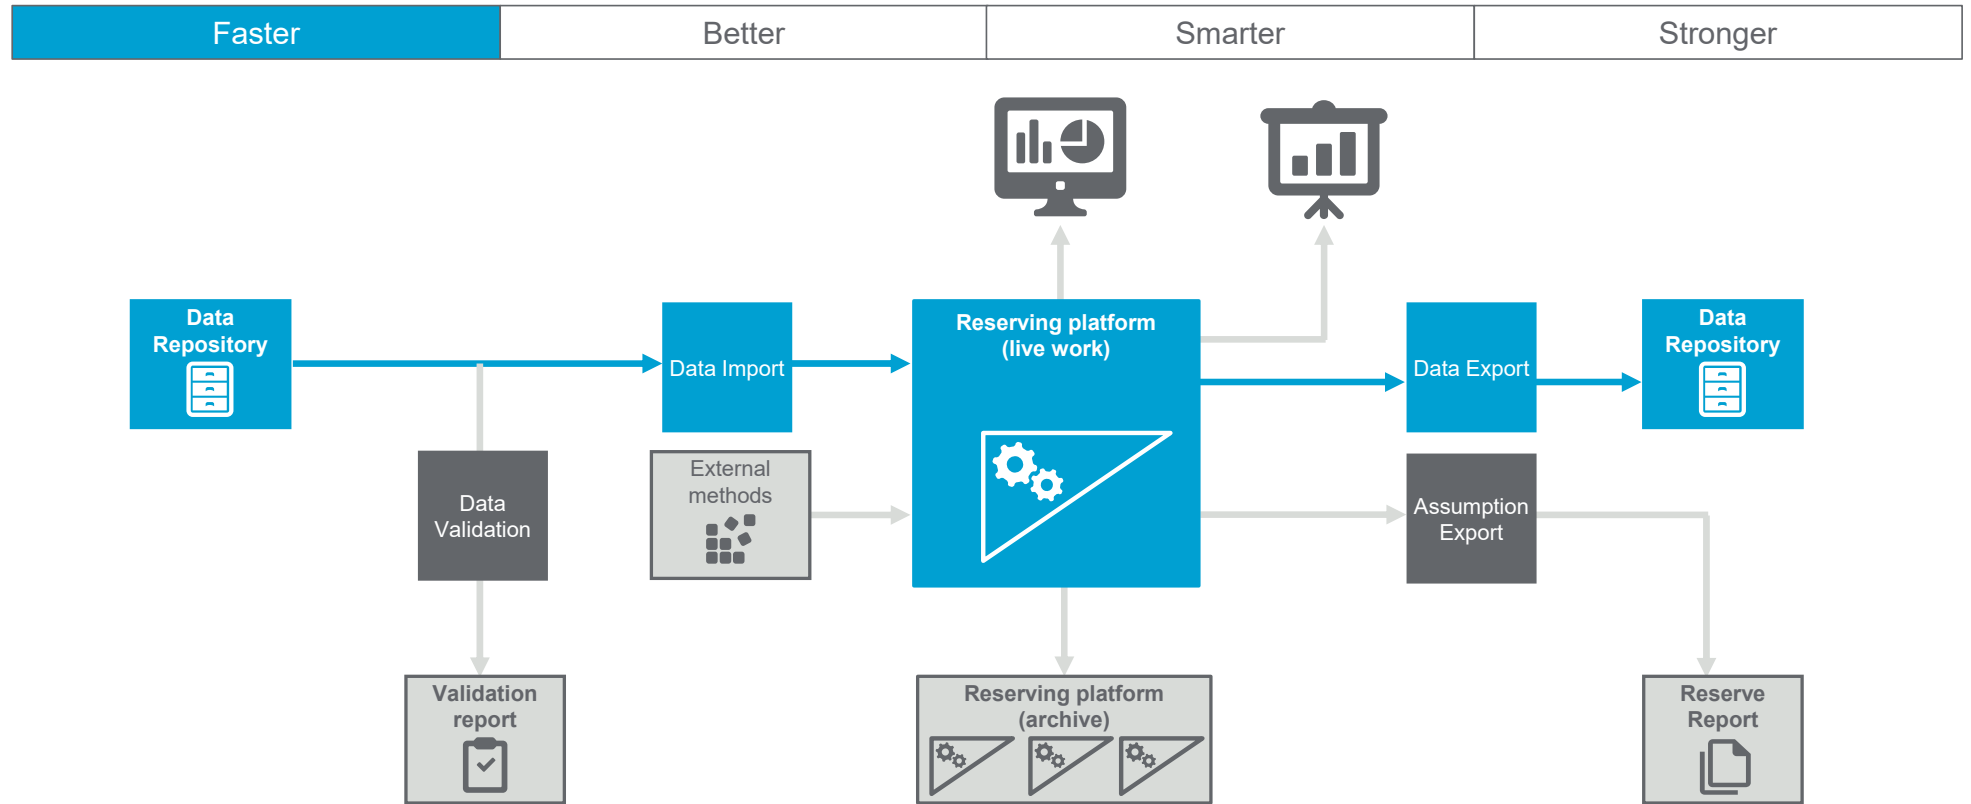 Faster
Better
Smarter
Stronger
Data
Repository
Data Import
Reserving platform
(live work)
Data Export
Data
Repository
Data
Validation
External
methods
Assumption
Export
Validation
report
Reserving platform
(archive)
Reserve
Report